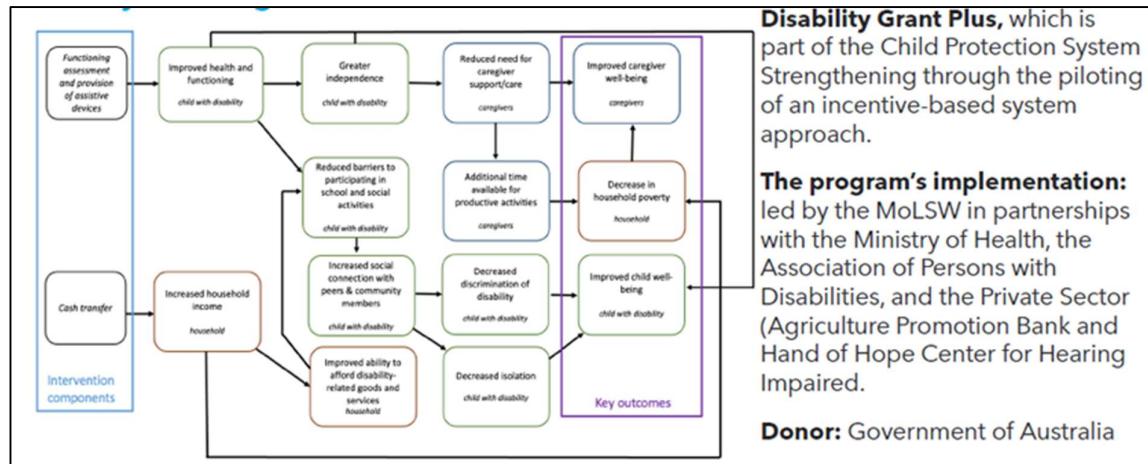 Functioning
assessment
and provision
of assistive
devices
Improved health and
functioning
child with disability
Greater
independence
child with disability
Reduced need for
caregiver
support/care
caregivers
Improved caregiver
well-being
caregivers
Reduced barriers to
participating in
school and social
activities
child with disability
Additional time
available for
productive activities
caregivers
Decrease in
household poverty
household
Cash transfer
Increased household
income
household
Increased social
connection with
peers & community
members
child with disability
Decreased
discrimination of
disability
child with disability
Improved child well-
being
child with disability
Improved ability to
afford disability-
related goods and
services
household
Decreased isolation
child with disability
Intervention
components
Key outcomes
Disability Grant Plus, which is
part of the Child Protection System
Strengthening through the piloting
of an incentive-based system
approach.
The program's implementation:
led by the MoLSW in partnerships
with the Ministry of Health, the
Association of Persons with
Disabilities, and the Private Sector
(Agriculture Promotion Bank and
Hand of Hope Center for Hearing
Impaired.
Donor: Government of Australia